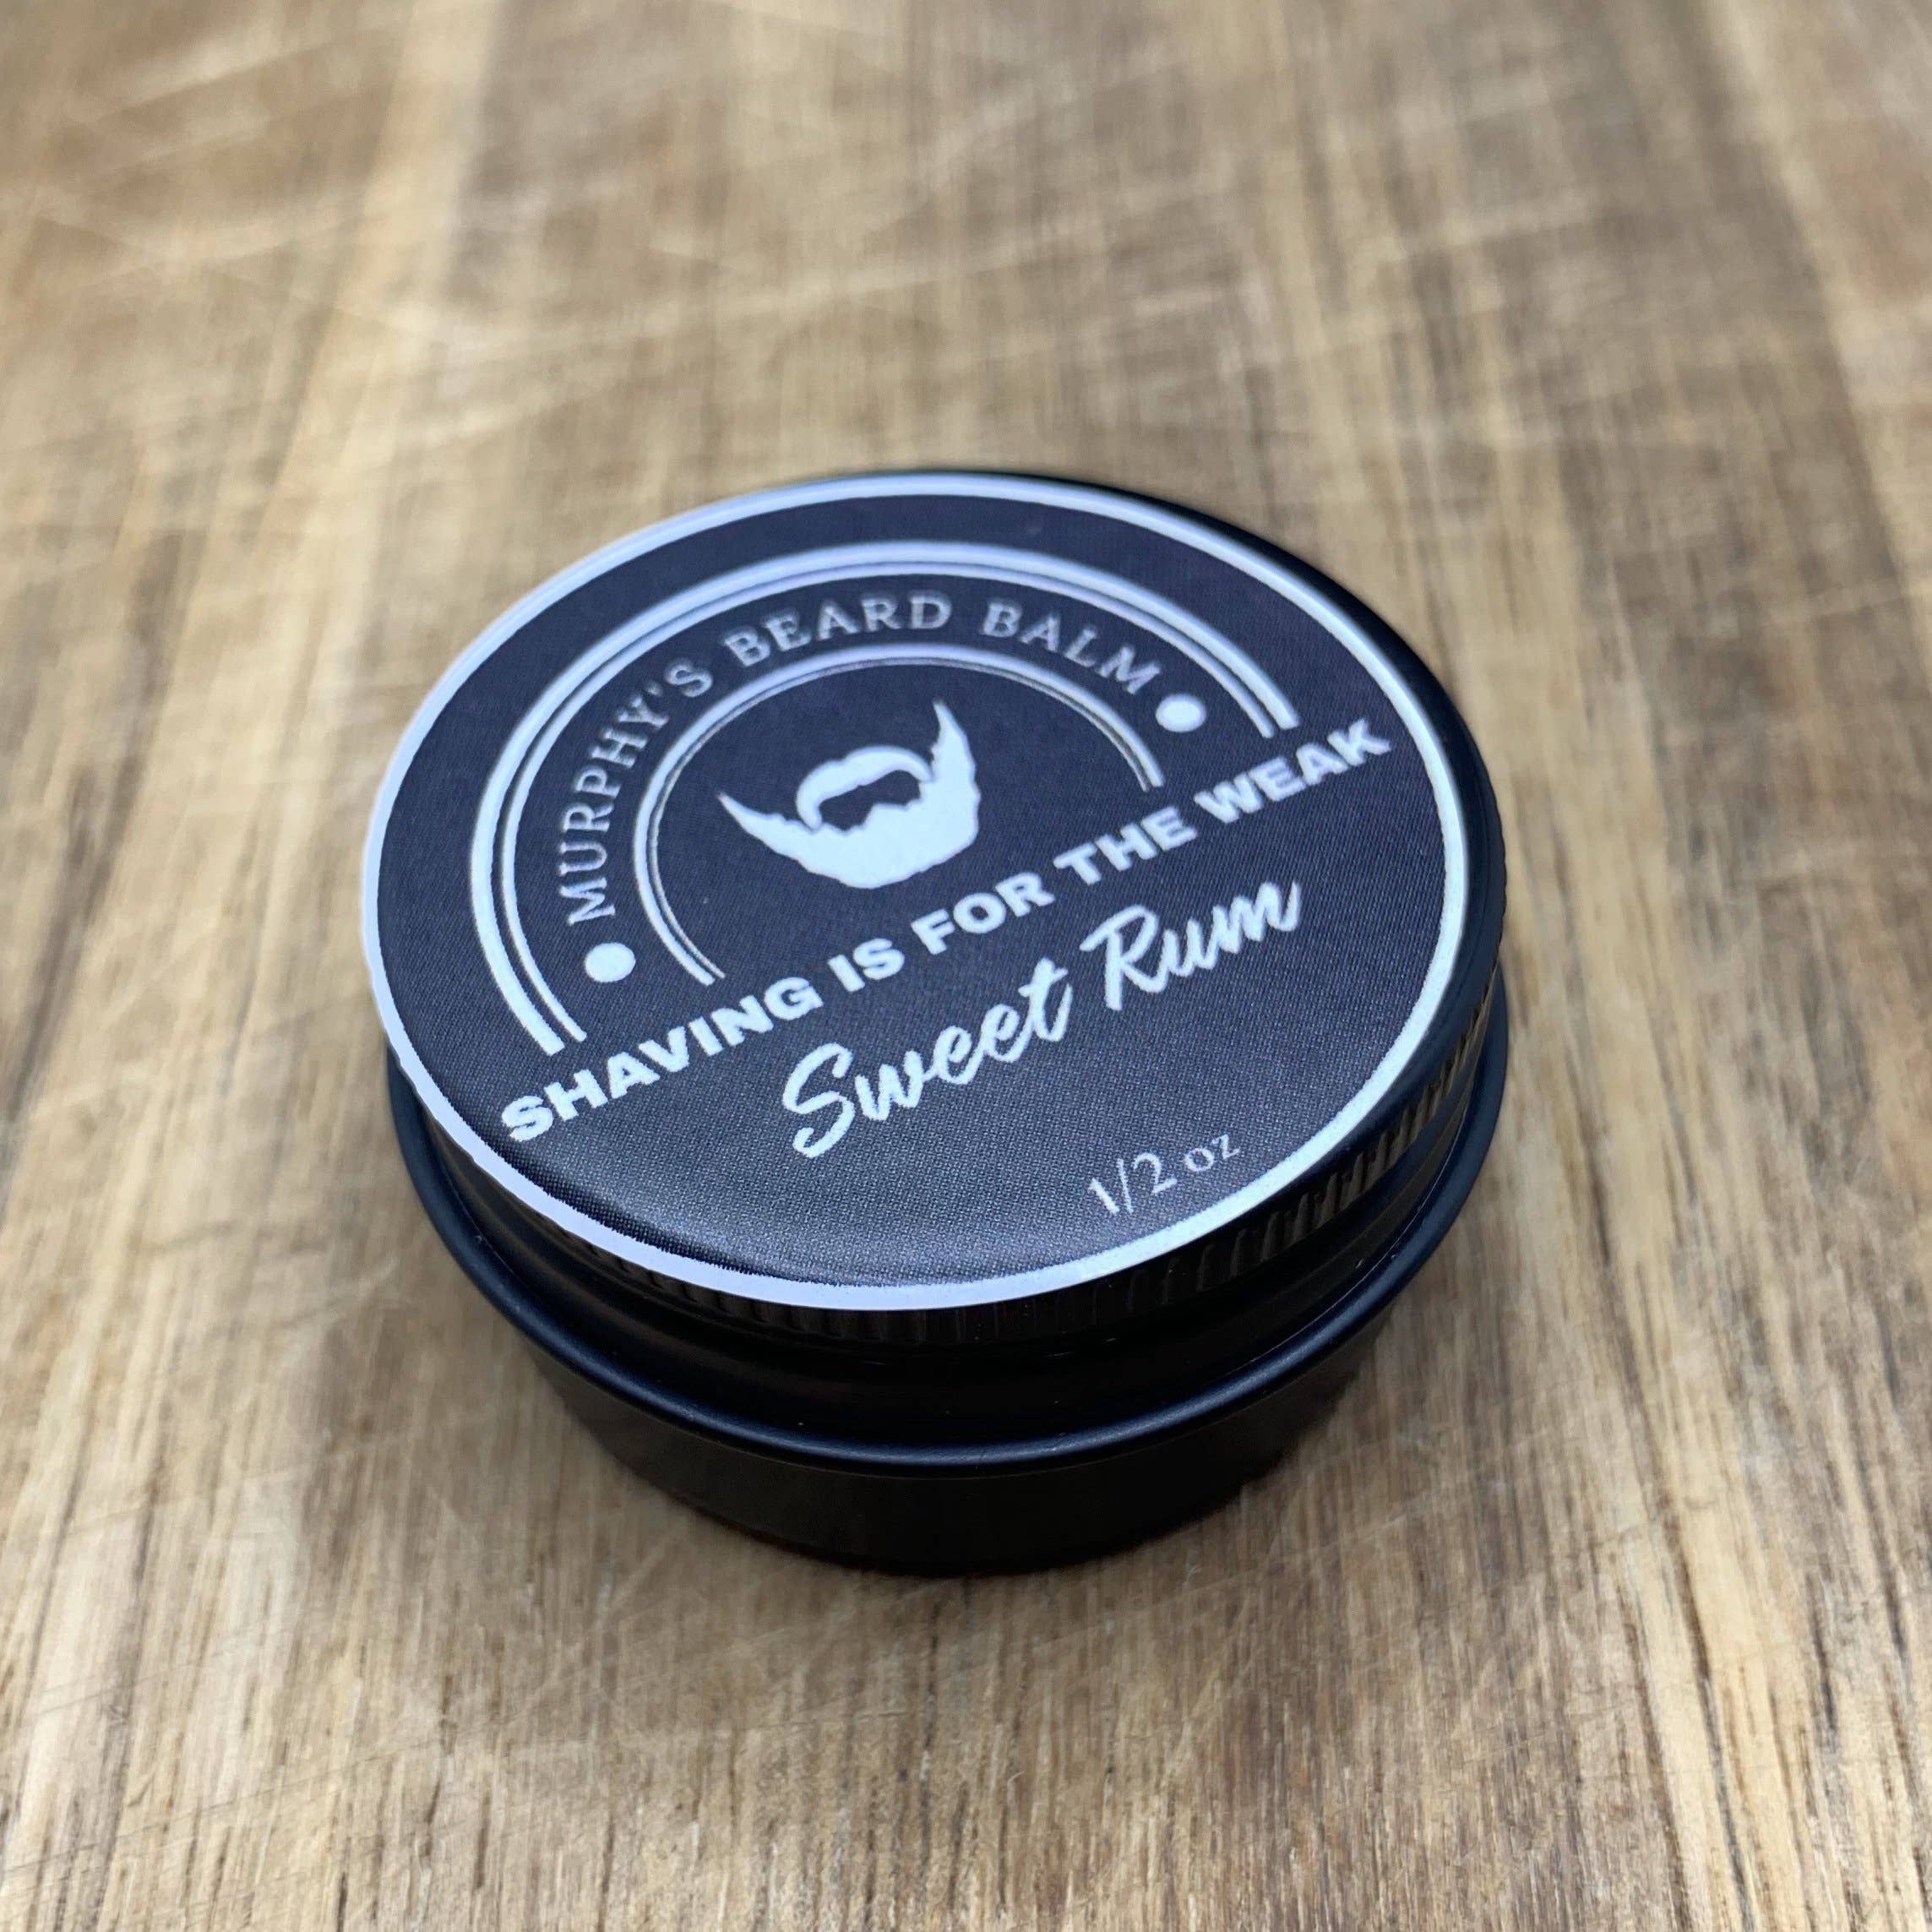 MURPHY'S BEARD BALM
SHAVING IS FOR THE WEAK
Sweet Rum
1/2 oz